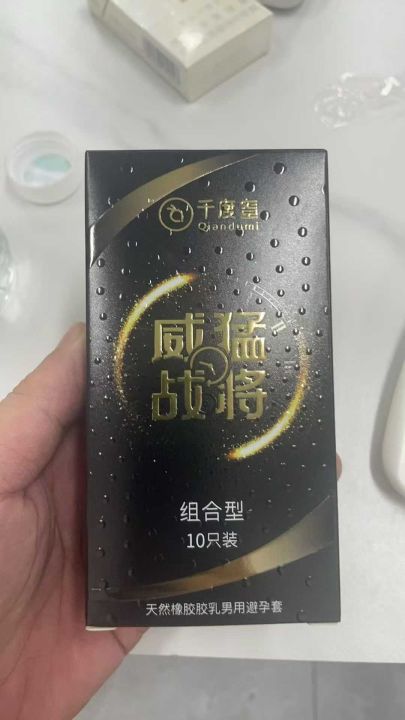 千度蜜
Qiandumi
威猛
战将
组合型
10只装
天然橡胶胶乳男用避孕套